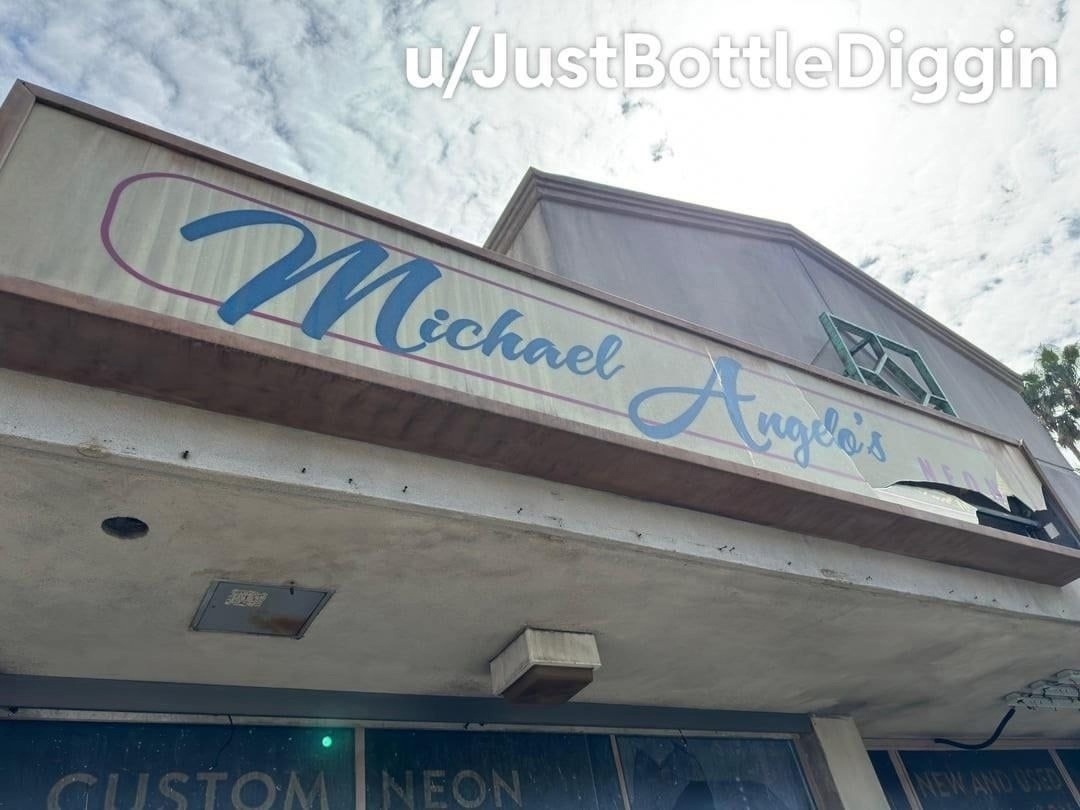 u/JustBottleDiggin
Michael Angelo's NEON
CUSTOM NEON
NEW AND USED